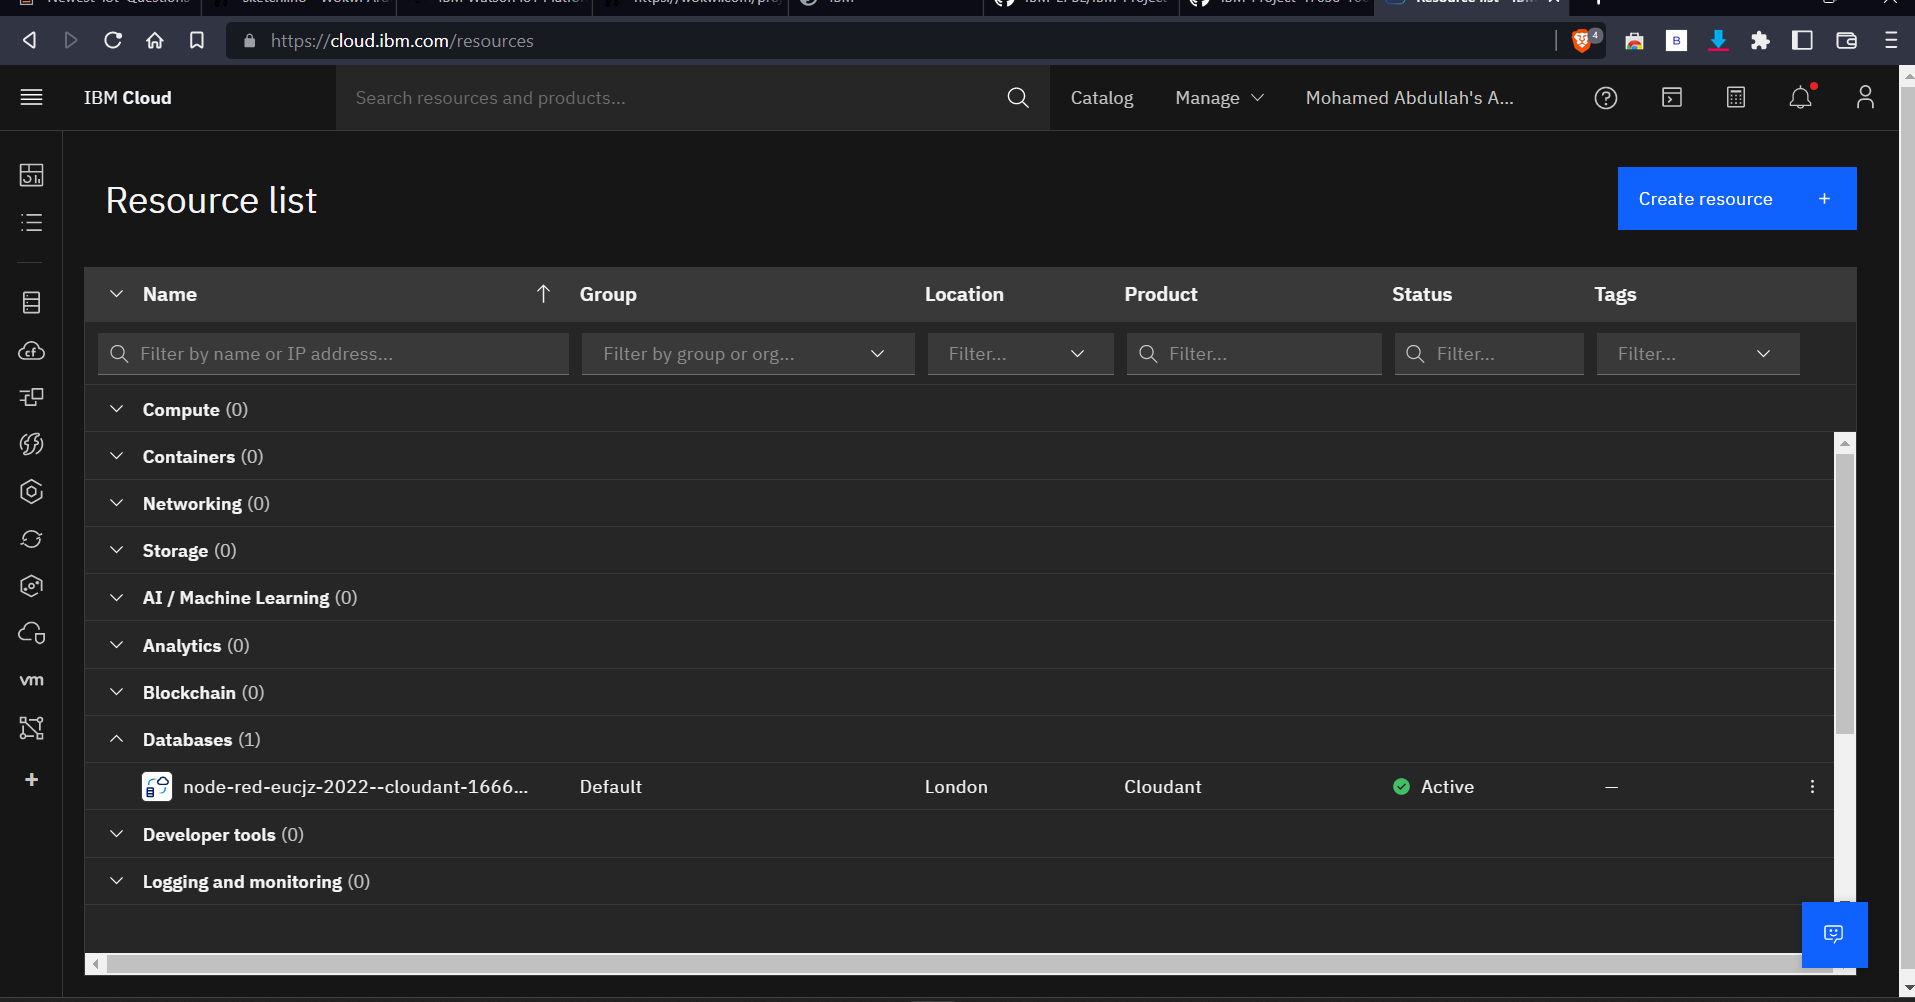 https://cloud.ibm.com/resources
4
B
IBM Cloud
Search resources and products...
Catalog
Manage
Mohamed Abdullah's A...
Resource list
Create resource +
Name
Group
Location
Product
Status
Tags
Filter by name or IP address...
Filter by group or org...
Filter...
Filter...
Filter...
Filter...
Compute (0)
Containers (0)
Networking (0)
Storage (0)
AI / Machine Learning (0)
Analytics (0)
Blockchain (0)
Databases (1)
node-red-eucjz-2022--cloudant-1666...
Default
London
Cloudant
Active
–
Developer tools (0)
Logging and monitoring (0)
cf
vm